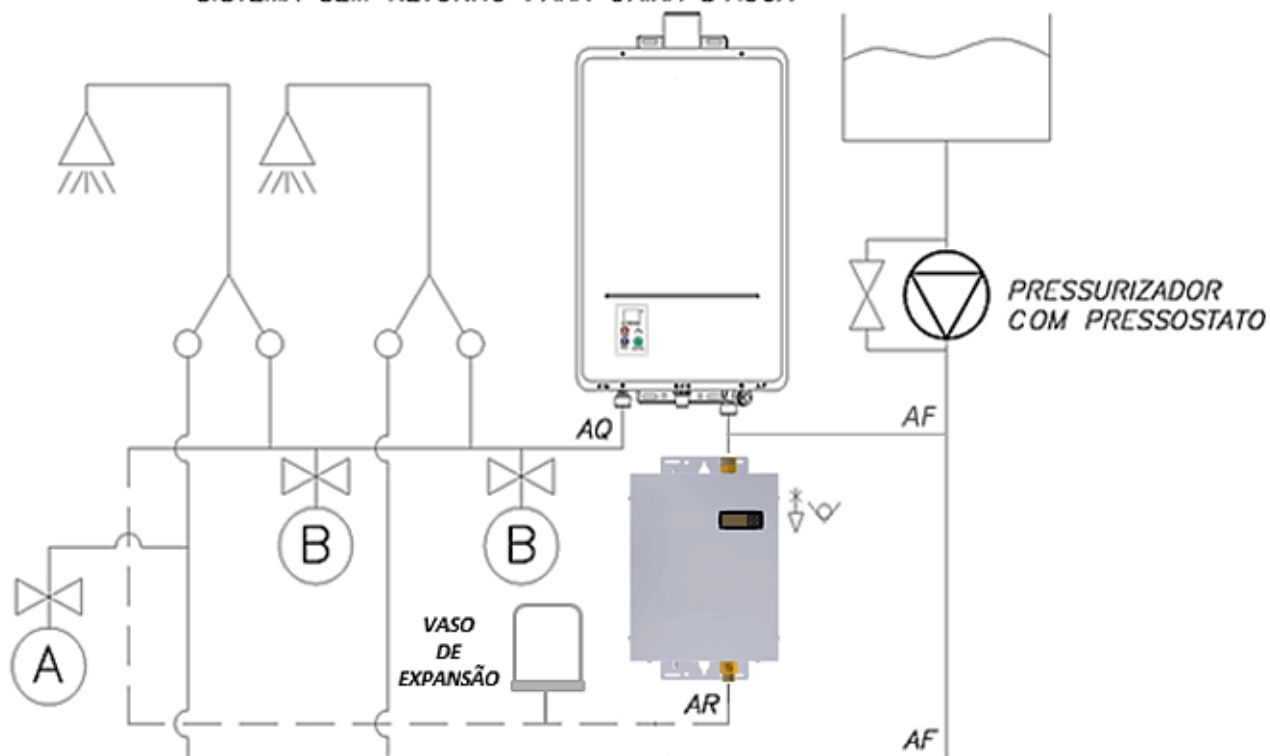 PRESSURIZADOR
COM PRESSOSTATO
AQ
AF
B
B
A
VASO
DE
EXPANSÃO
AR
AF